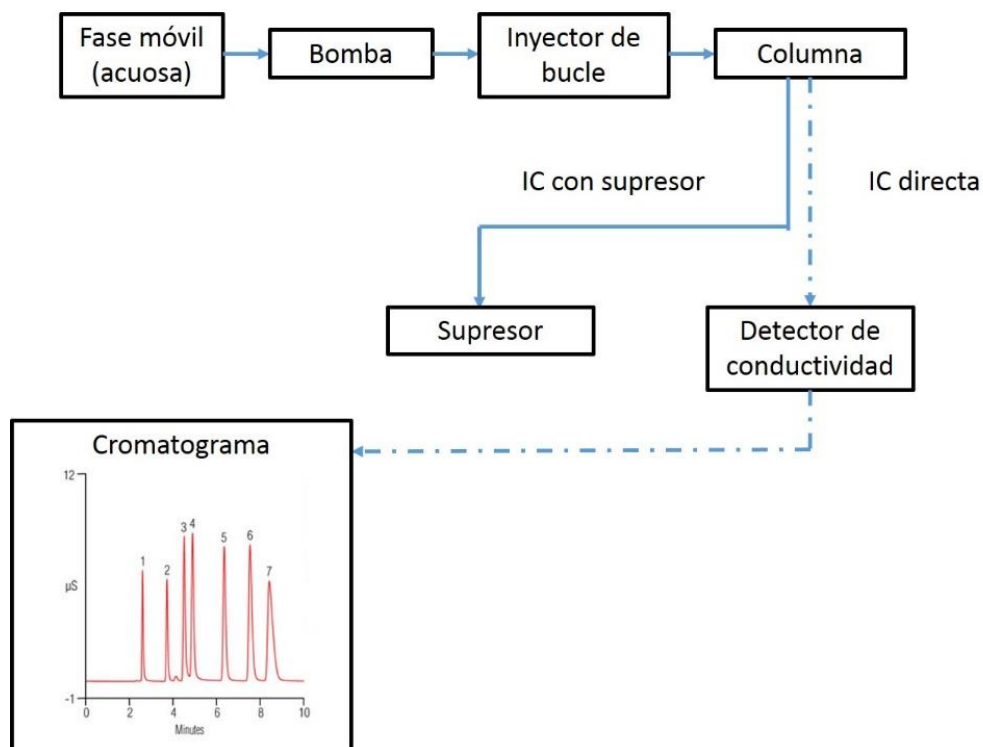 Fase móvil
(acuosa)
Bomba
Inyector de
bucle
Columna
IC con supresor
IC directa
Supresor
Detector de
conductividad
Cromatograma
12
µS
-1
1
2
3
4
5
6
7
0
2
4
6
8
10
Minutes